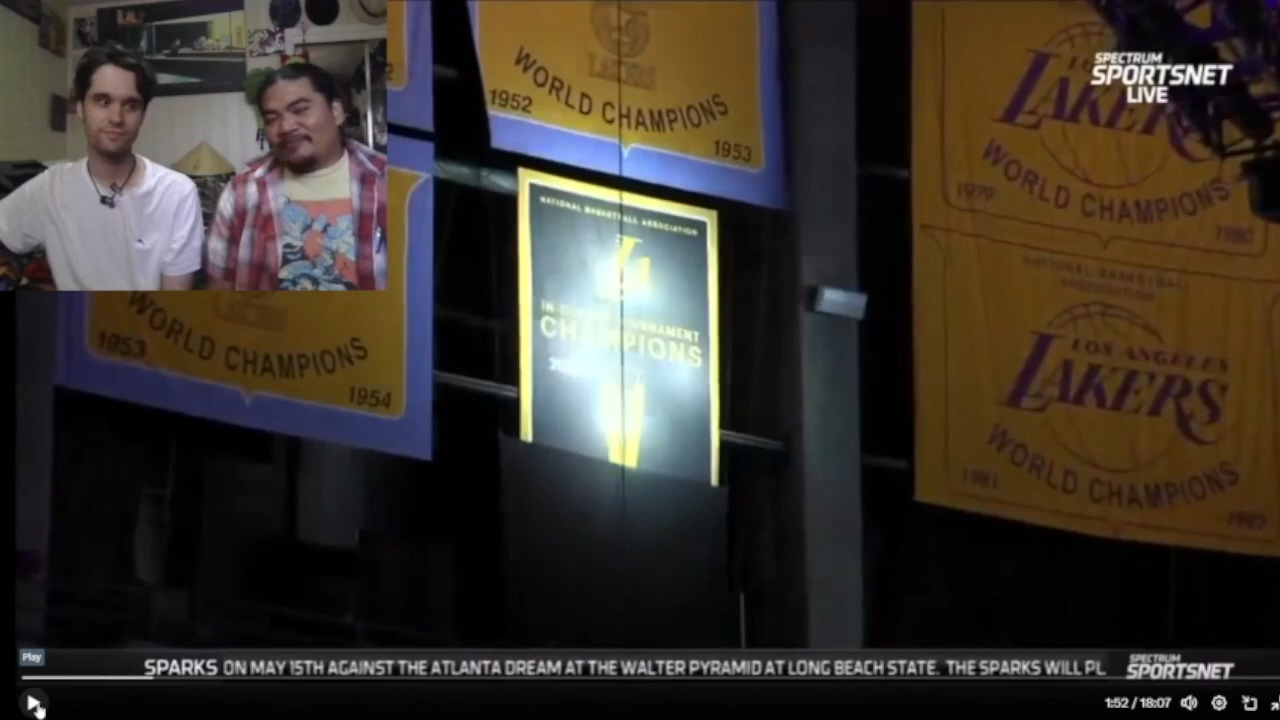 SPECTRUM
SPORTSNET
LIVE
LAKERS
WORLD CHAMPIONS
1952
1953
NATIONAL BASKETBALL ASSOCIATION
CHAMPIONS
WORLD CHAMPIONS
1953
1954
LAKERS
WORLD CHAMPIONS
1979
1980
NATIONAL BASKETBALL
ASSOCIATION
LOS ANGELES
LAKERS
WORLD CHAMPIONS
Play
SPARKS ON MAY 15TH AGAINST THE ATLANTA DREAM AT THE WALTER PYRAMID AT LONG BEACH STATE. THE SPARKS WILL PL
SPECTRUM
SPORTSNET
1:52 / 18:07